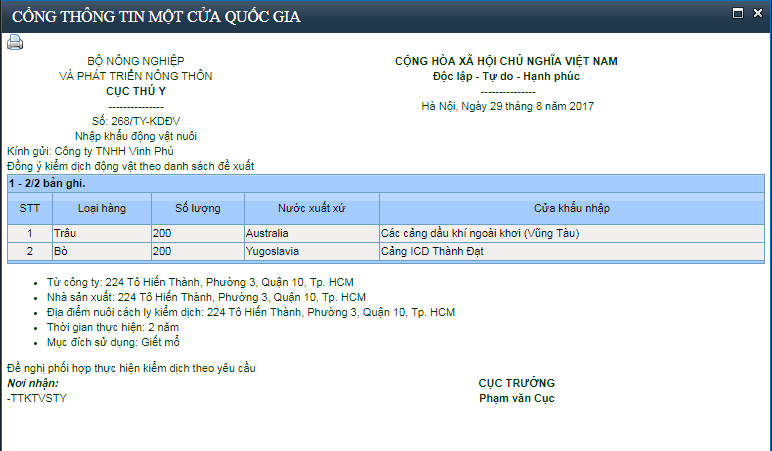 CỔNG THÔNG TIN MỘT CỬA QUỐC GIA
BỘ NÔNG NGHIỆP
VÀ PHÁT TRIỂN NÔNG THÔN
CỤC THÚ Y
---------------
Số: 268/TY-KDĐV
Nhập khẩu động vật nuôi
CỘNG HÒA XÃ HỘI CHỦ NGHĨA VIỆT NAM
Độc lập - Tự do - Hạnh phúc
---------------
Hà Nội, Ngày 29 tháng 8 năm 2017
Kính gửi: Công ty TNHH Vinh Phú
Đồng ý kiểm dịch động vật theo danh sách đề xuất
1 - 2/2 bản ghi.
STT Loại hàng Số lượng Nước xuất xứ Cửa khẩu nhập
1 Trâu 200 Australia Các cảng dầu khí ngoài khơi (Vũng Tàu)
2 Bò 200 Yugoslavia Cảng ICD Thành Đạt
• Từ công ty: 224 Tô Hiến Thành, Phường 3, Quận 10, Tp. HCM
• Nhà sản xuất: 224 Tô Hiến Thành, Phường 3, Quận 10, Tp. HCM
• Địa điểm nuôi cách ly kiểm dịch: 224 Tô Hiến Thành, Phường 3, Quận 10, Tp. HCM
• Thời gian thực hiện: 2 năm
• Mục đích sử dụng: Giết mổ
Đề nghị phối hợp thực hiện kiểm dịch theo yêu cầu
Nơi nhận:
-TTKTVSTY
CỤC TRƯỞNG
Phạm văn Cục